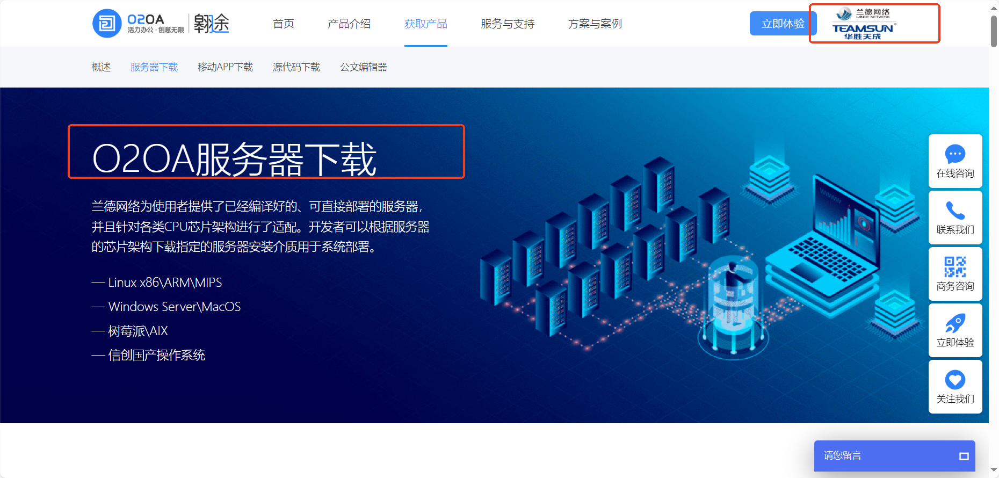 O2OA
活力办公·创意无限
翱途
首页
产品介绍
获取产品
服务与支持
方案与案例
立即体验
兰德网络
LANDE NETWORK
TEAMSUN®
华胜天成
概述
服务器下载
移动APP下载
源代码下载
公文编辑器
O2OA服务器下载
兰德网络为使用者提供了已经编译好的、可直接部署的服务器，
并且针对各类CPU芯片架构进行了适配。开发者可以根据服务器
的芯片架构下载指定的服务器安装介质用于系统部署。
— Linux x86\ARM\MIPS
— Windows Server\MacOS
— 树莓派\AIX
— 信创国产操作系统
在线咨询
联系我们
商务咨询
立即体验
关注我们
请您留言